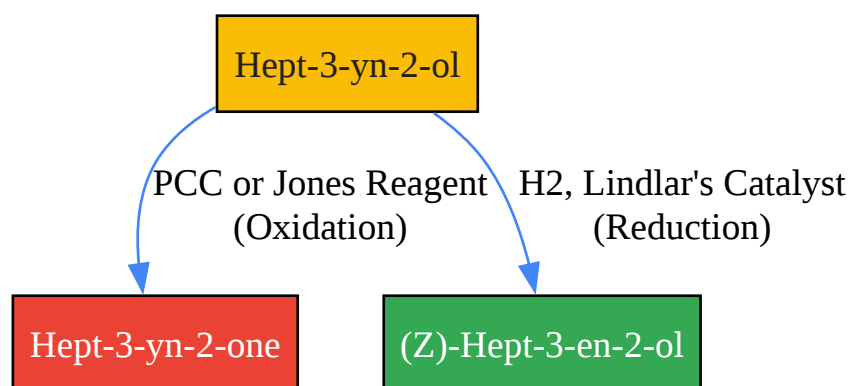 Hept-3-yn-2-ol
PCC or Jones Reagent
(Oxidation)
H2, Lindlar's Catalyst
(Reduction)
Hept-3-yn-2-one
(Z)-Hept-3-en-2-ol